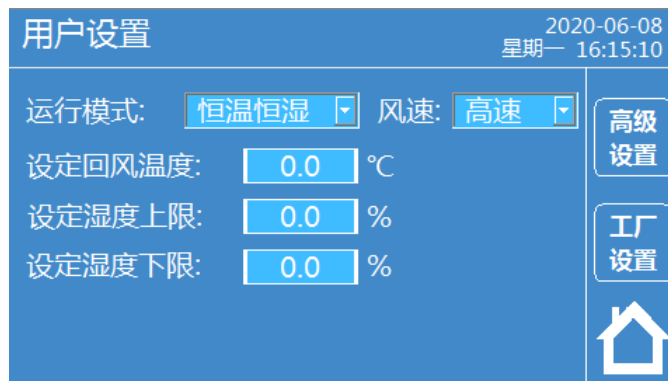 用户设置
2020-06-08
星期一 16:15:10
运行模式: 恒温恒湿 风速: 高速
设定回风温度: 0.0 ℃
设定湿度上限: 0.0 %
设定湿度下限: 0.0 %
高级
设置
工厂
设置